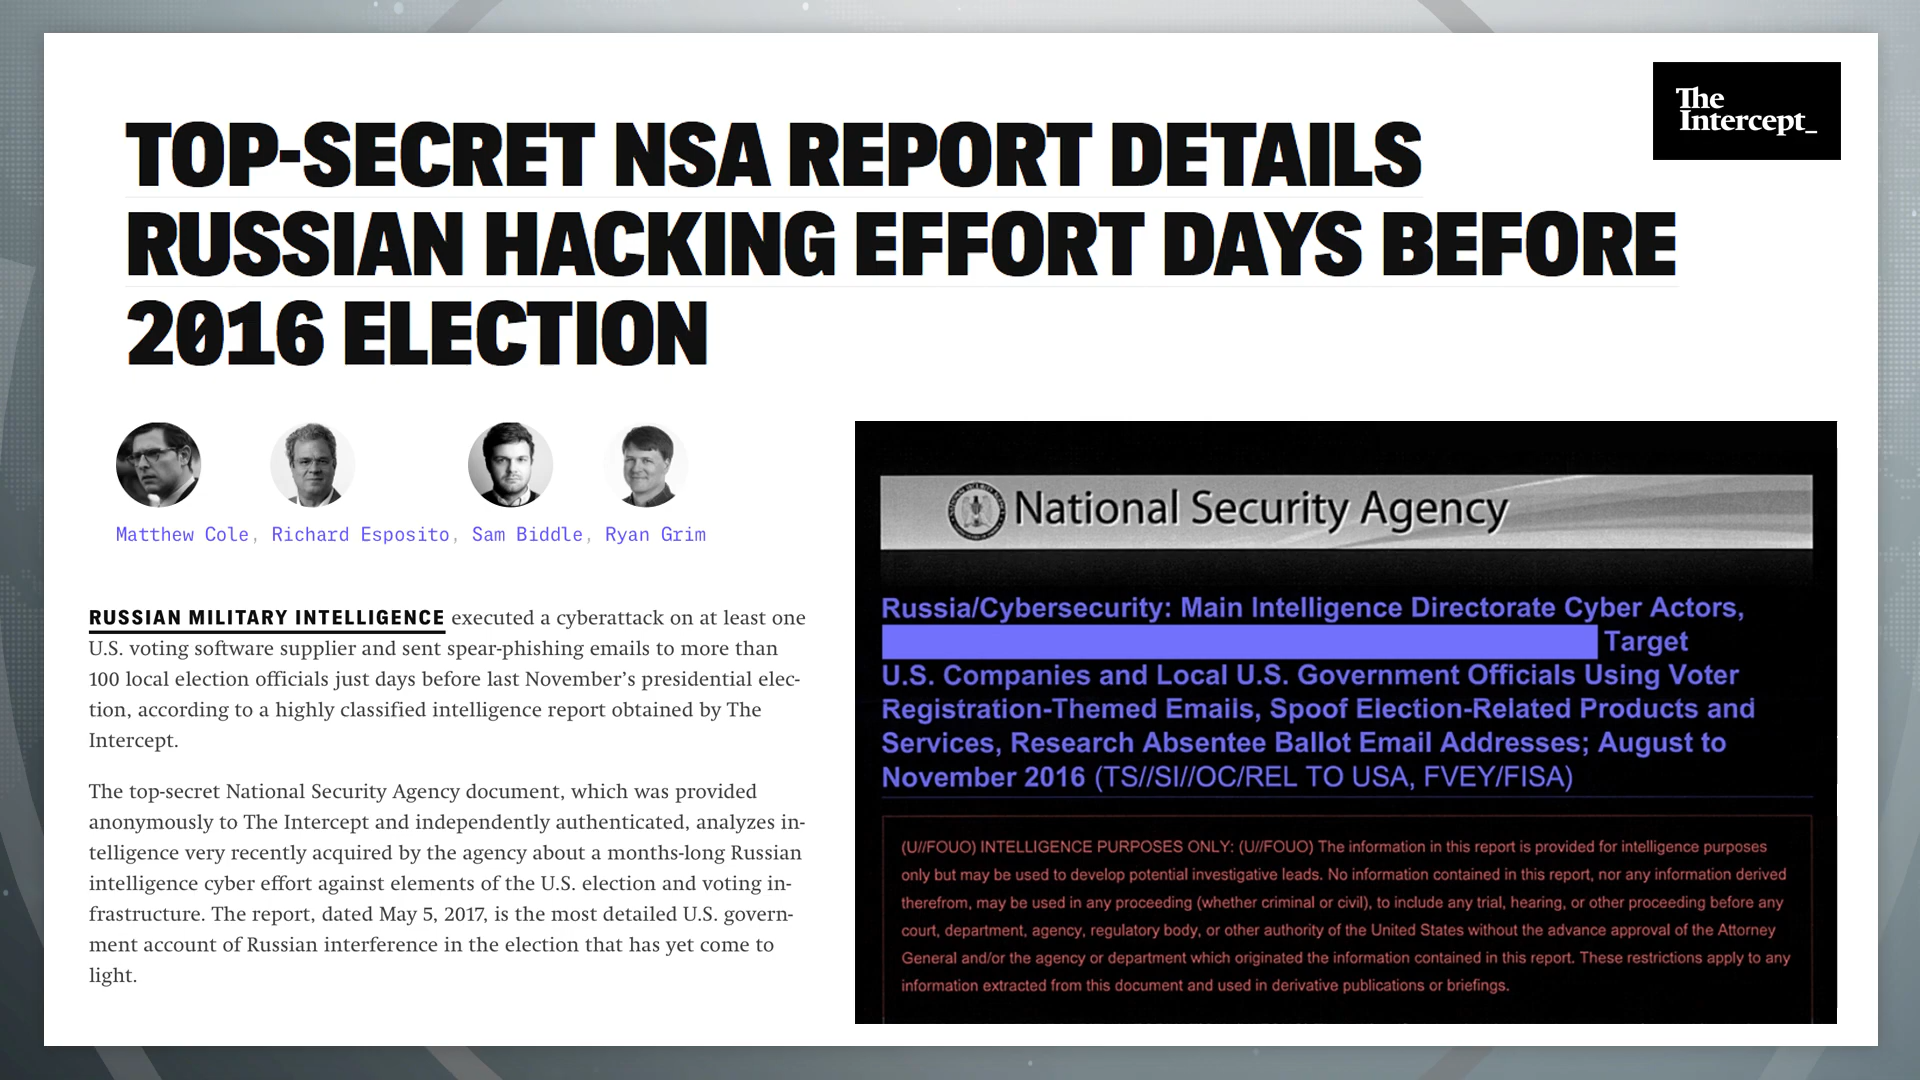 The
Intercept_
TOP-SECRET NSA REPORT DETAILS
RUSSIAN HACKING EFFORT DAYS BEFORE
2016 ELECTION
Matthew Cole, Richard Esposito, Sam Biddle, Ryan Grim
RUSSIAN MILITARY INTELLIGENCE executed a cyberattack on at least one
U.S. voting software supplier and sent spear-phishing emails to more than
100 local election officials just days before last November's presidential elec-
tion, according to a highly classified intelligence report obtained by The
Intercept.
The top-secret National Security Agency document, which was provided
anonymously to The Intercept and independently authenticated, analyzes in-
telligence very recently acquired by the agency about a months-long Russian
intelligence cyber effort against elements of the U.S. election and voting in-
frastructure. The report, dated May 5, 2017, is the most detailed U.S. govern-
ment account of Russian interference in the election that has yet come to
light.
National Security Agency
Russia/Cybersecurity: Main Intelligence Directorate Cyber Actors,
Target
U.S. Companies and Local U.S. Government Officials Using Voter
Registration-Themed Emails, Spoof Election-Related Products and
Services, Research Absentee Ballot Email Addresses; August to
November 2016 (TS//SI//OC/REL TO USA, FVEY/FISA)
(U//FOUO) INTELLIGENCE PURPOSES ONLY: (U//FOUO) The information in this report is provided for intelligence purposes
only but may be used to develop potential investigative leads. No information contained in this report, nor any information derived
therefrom, may be used in any proceeding (whether criminal or civil), to include any trial, hearing, or other proceeding before any
court, department, agency, regulatory body, or other authority of the United States without the advance approval of the Attorney
General and/or the agency or department which originated the information contained in this report. These restrictions apply to any
information extracted from this document and used in derivative publications or briefings.